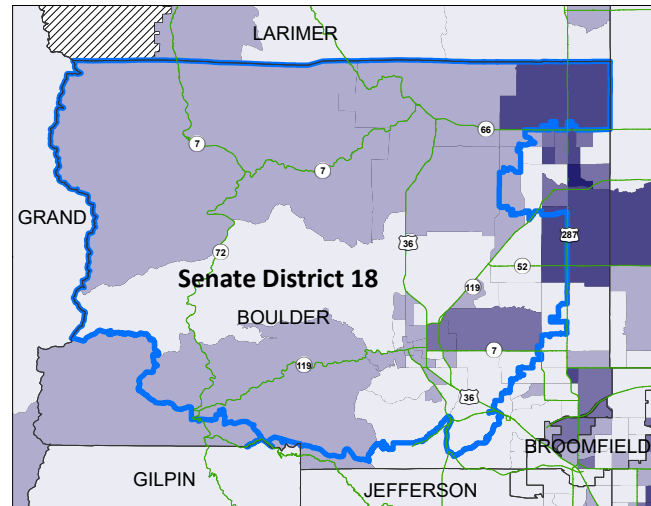 LARIMER
66
7
7
GRAND
36
287
72
52
Senate District 18
119
BOULDER
7
119
36
BROOMFIELD
GILPIN
JEFFERSON